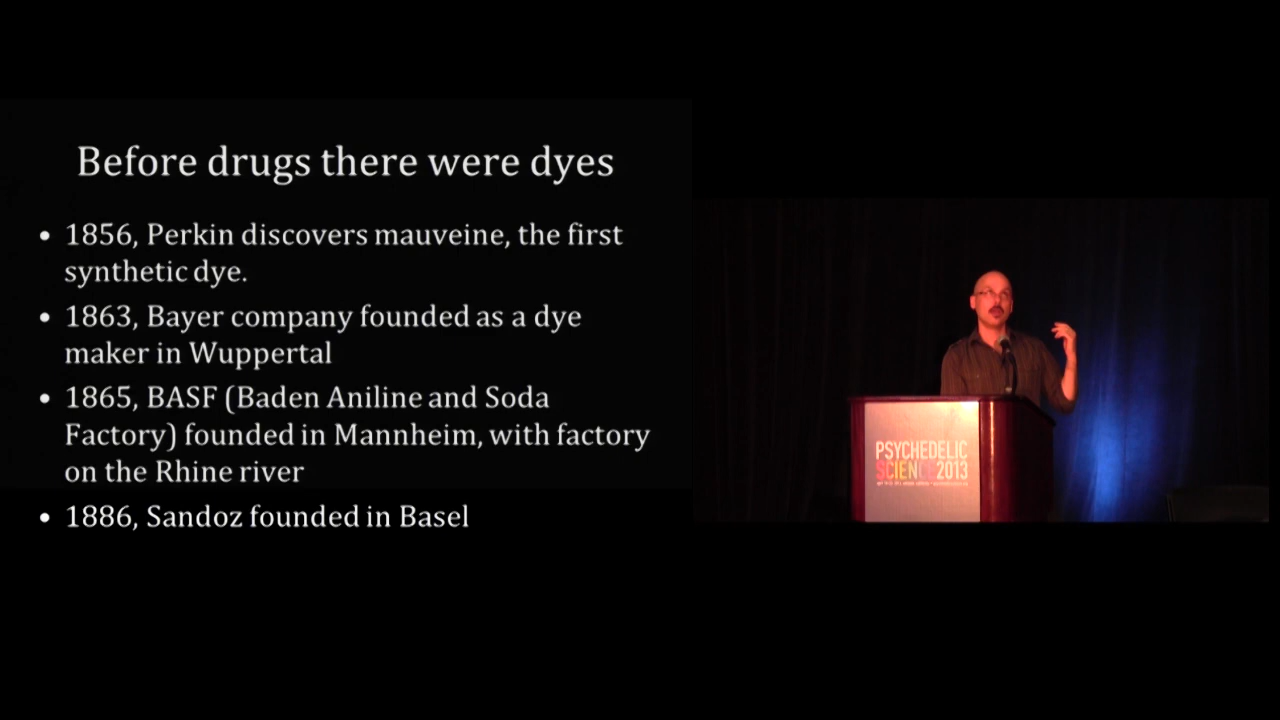 Before drugs there were dyes
• 1856, Perkin discovers mauveine, the first
synthetic dye.
• 1863, Bayer company founded as a dye
maker in Wuppertal
• 1865, BASF (Baden Aniline and Soda
Factory) founded in Mannheim, with factory
on the Rhine river
• 1886, Sandoz founded in Basel
PSYCHEDELIC
SCIENCE 2013